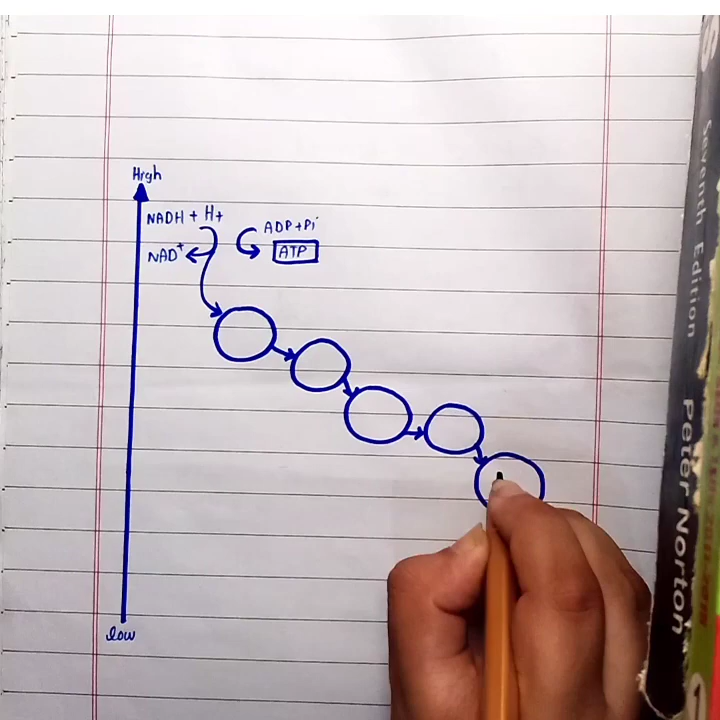 High
NADH + H+
ADP+Pi
NAD+
ATP
low
Seventh Edition
Peter Norton